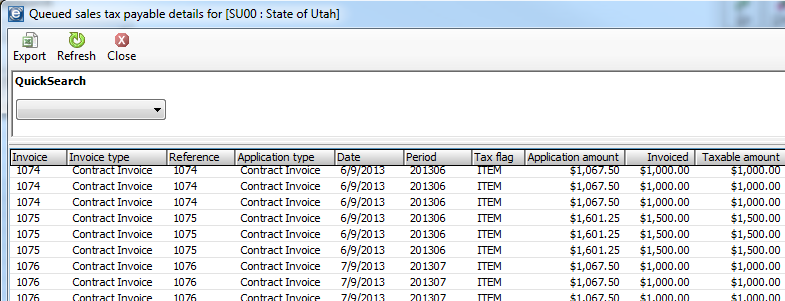 Queued sales tax payable details for [SU00 : State of Utah]
Export Refresh Close
QuickSearch
Invoice Invoice type Reference Application type Date Period Tax flag Application amount Invoiced Taxable amount
1074 Contract Invoice 1074 Contract Invoice 6/9/2013 201306 ITEM $1,067.50 $1,000.00 $1,000.00
1074 Contract Invoice 1074 Contract Invoice 6/9/2013 201306 ITEM $1,067.50 $1,000.00 $1,000.00
1074 Contract Invoice 1074 Contract Invoice 6/9/2013 201306 ITEM $1,067.50 $1,000.00 $1,000.00
1075 Contract Invoice 1075 Contract Invoice 6/9/2013 201306 ITEM $1,601.25 $1,500.00 $1,500.00
1075 Contract Invoice 1075 Contract Invoice 6/9/2013 201306 ITEM $1,601.25 $1,500.00 $1,500.00
1075 Contract Invoice 1075 Contract Invoice 6/9/2013 201306 ITEM $1,601.25 $1,500.00 $1,500.00
1076 Contract Invoice 1076 Contract Invoice 7/9/2013 201307 ITEM $1,067.50 $1,000.00 $1,000.00
1076 Contract Invoice 1076 Contract Invoice 7/9/2013 201307 ITEM $1,067.50 $1,000.00 $1,000.00
1076 Contract Invoice 1076 Contract Invoice 7/9/2013 201307 ITEM $1,067.50 $1,000.00 $1,000.00